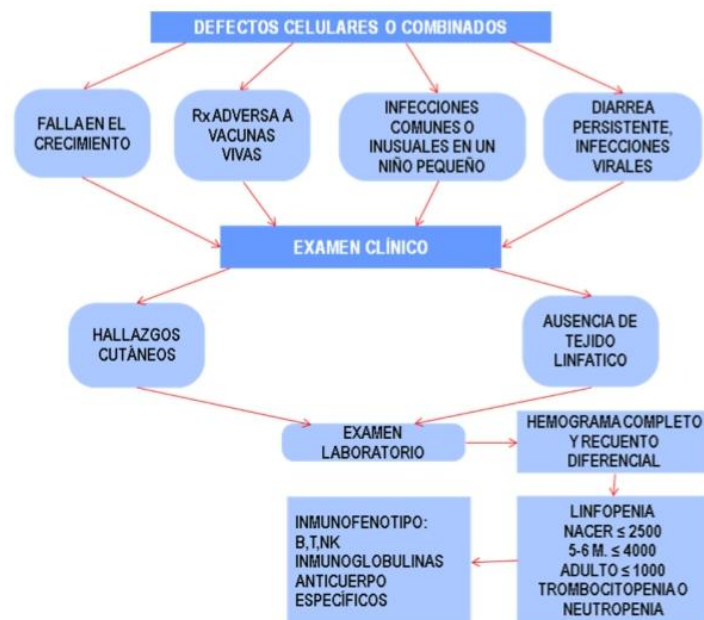 DEFECTOS CELULARES O COMBINADOS
FALLA EN EL
CRECIMIENTO
Rx ADVERSA A
VACUNAS
VIVAS
INFECCIONES
COMUNES O
INUSUALES EN UN
NIÑO PEQUEÑO
DIARREA
PERSISTENTE,
INFECCIONES
VIRALES
EXAMEN CLÍNICO
HALLAZGOS
CUTÀNEOS
AUSENCIA DE
TEJIDO
LINFATICO
EXAMEN
LABORATORIO
HEMOGRAMA COMPLETO
Y RECUENTO
DIFERENCIAL
LINFOPENIA
NACER ≤ 2500
5-6 M. ≤ 4000
ADULTO ≤ 1000
TROMBOCITOPENIA O
NEUTROPENIA
INMUNOFENOTIPO:
B,T,NK
INMUNOGLOBULINAS
ANTICUERPO
ESPECÍFICOS